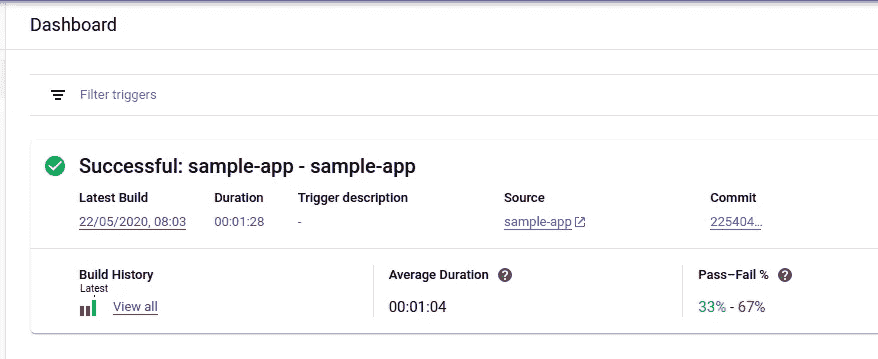 Dashboard
Filter triggers
Successful: sample-app - sample-app
Latest Build Duration Trigger description Source Commit
22/05/2020, 08:03 00:01:28 - sample-app 225404…
Build History Average Duration ? Pass–Fail % ?
Latest
View all 00:01:04 33% - 67%